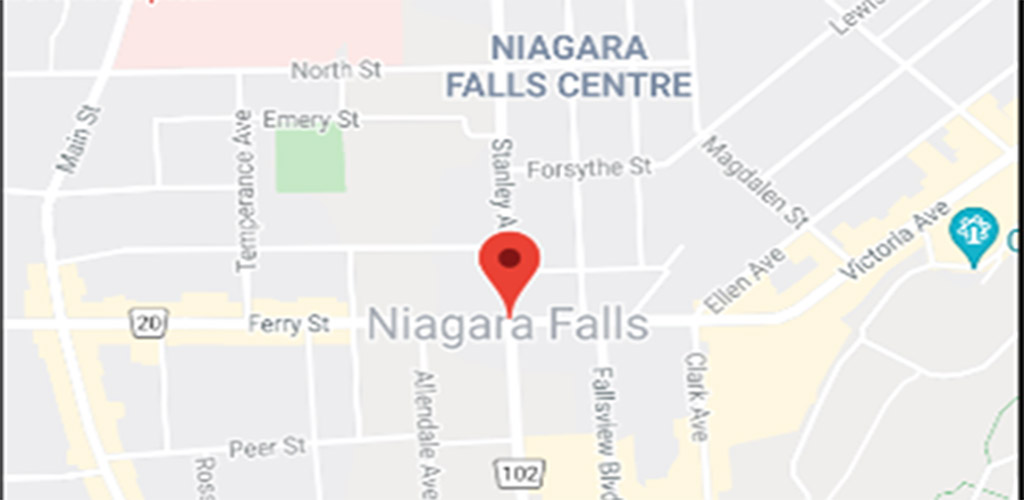 Lewis
NIAGARA
FALLS CENTRE
North St
Emery St
Main St
Temperance Ave
Stanley A
Forsythe St
Magdalen St
Victoria Ave
Ellen Ave
20
Ferry St
Niagara Falls
Clark Ave
Allendale Ave
Fallsview Blvd
Peer St
Ross
102